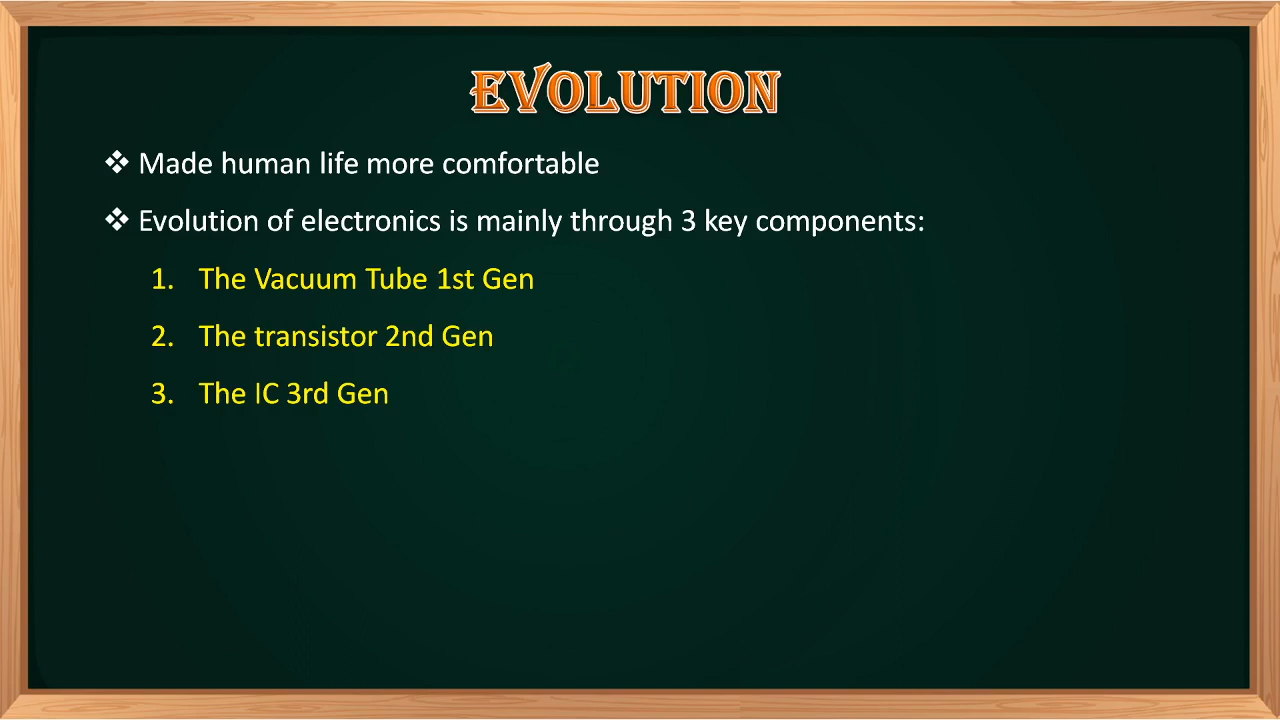 EVOLUTION
❖ Made human life more comfortable
❖ Evolution of electronics is mainly through 3 key components:
1. The Vacuum Tube 1st Gen
2. The transistor 2nd Gen
3. The IC 3rd Gen